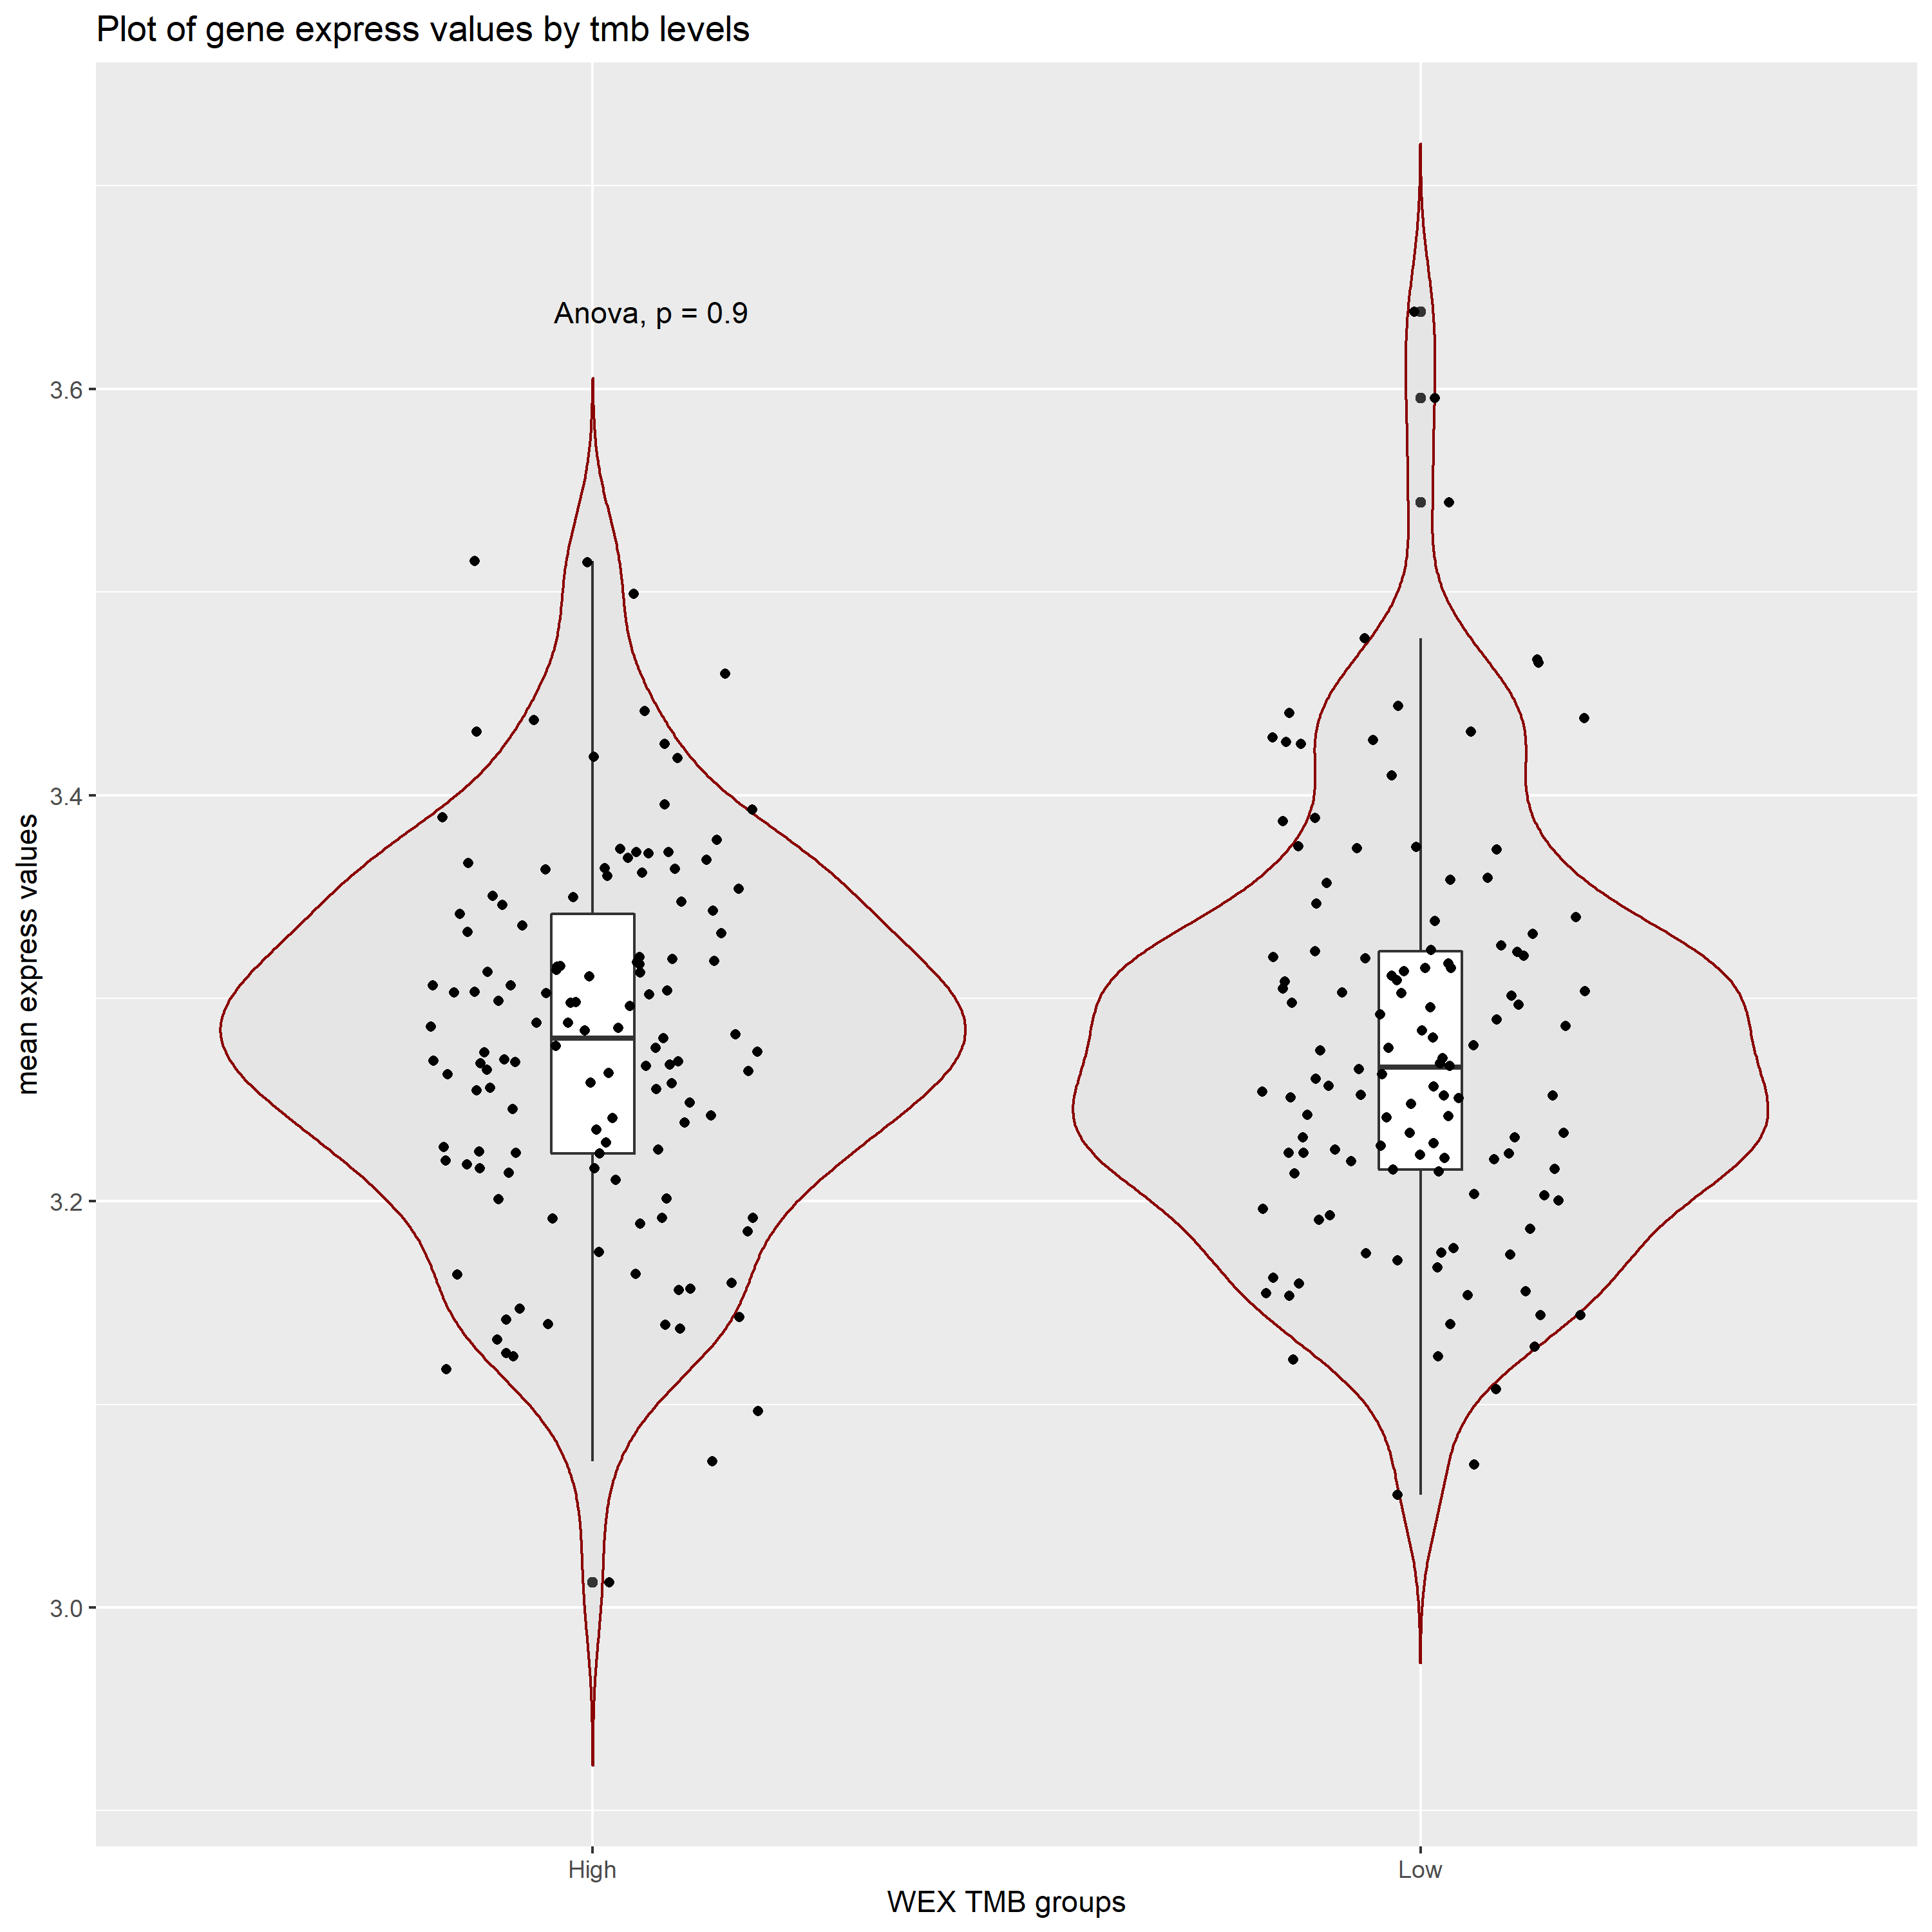 Plot of gene express values by tmb levels
Anova, p = 0.9
mean express values
3.6
3.4
3.2
3.0
High
Low
WEX TMB groups